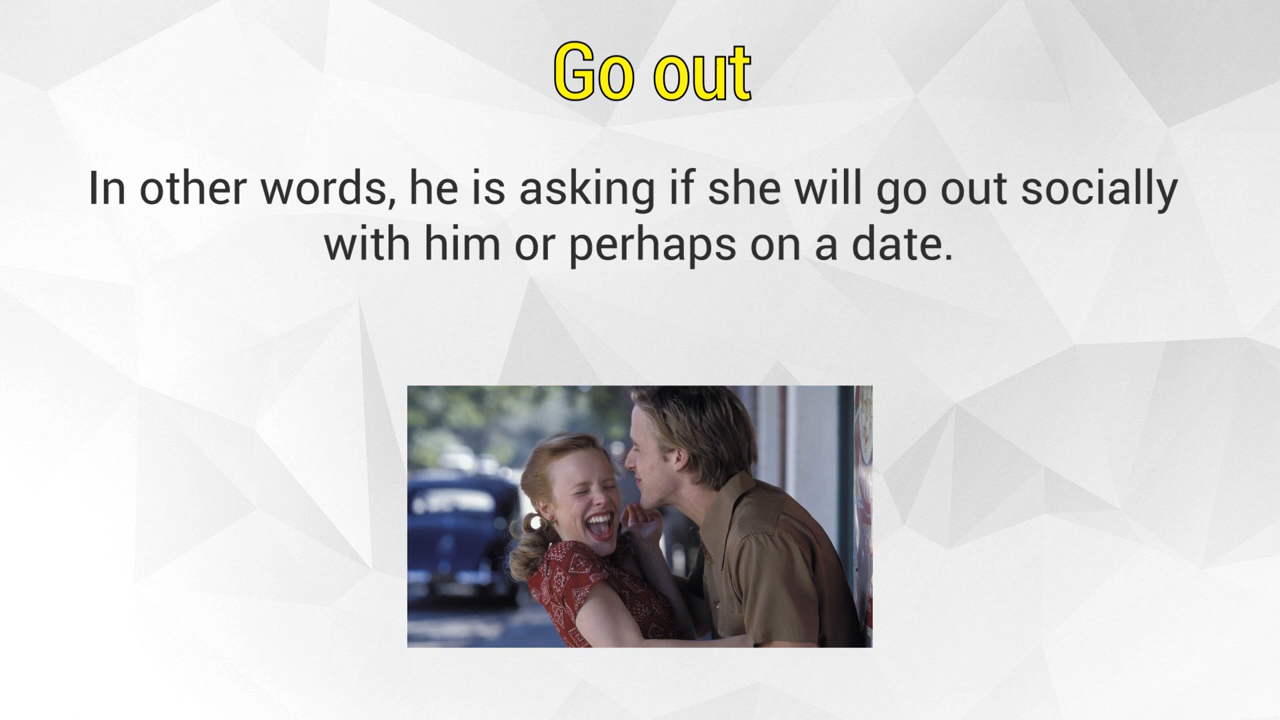 Go out
In other words, he is asking if she will go out socially
with him or perhaps on a date.